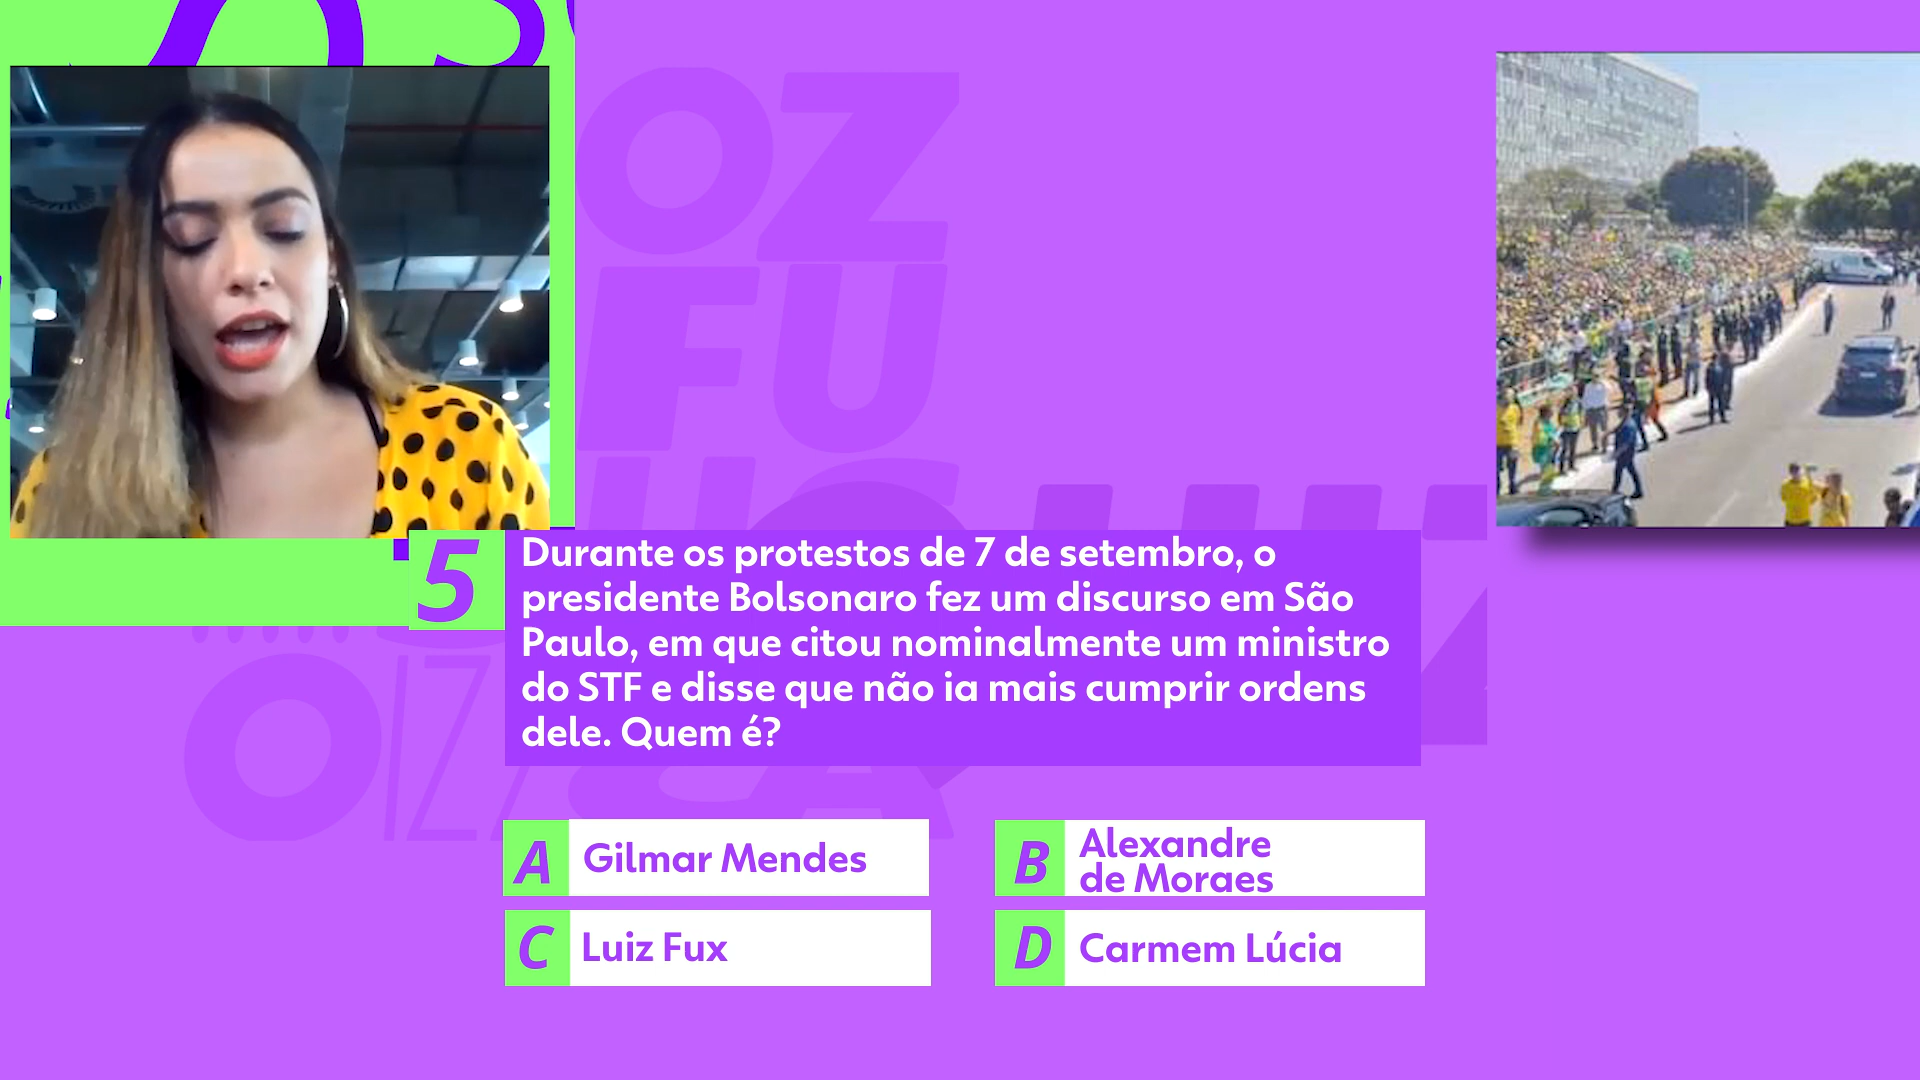 OZ
FU
5
Durante os protestos de 7 de setembro, o
presidente Bolsonaro fez um discurso em São
Paulo, em que citou nominalmente um ministro
do STF e disse que não ia mais cumprir ordens
dele. Quem é?
A Gilmar Mendes
B Alexandre
de Moraes
C Luiz Fux
D Carmem Lúcia